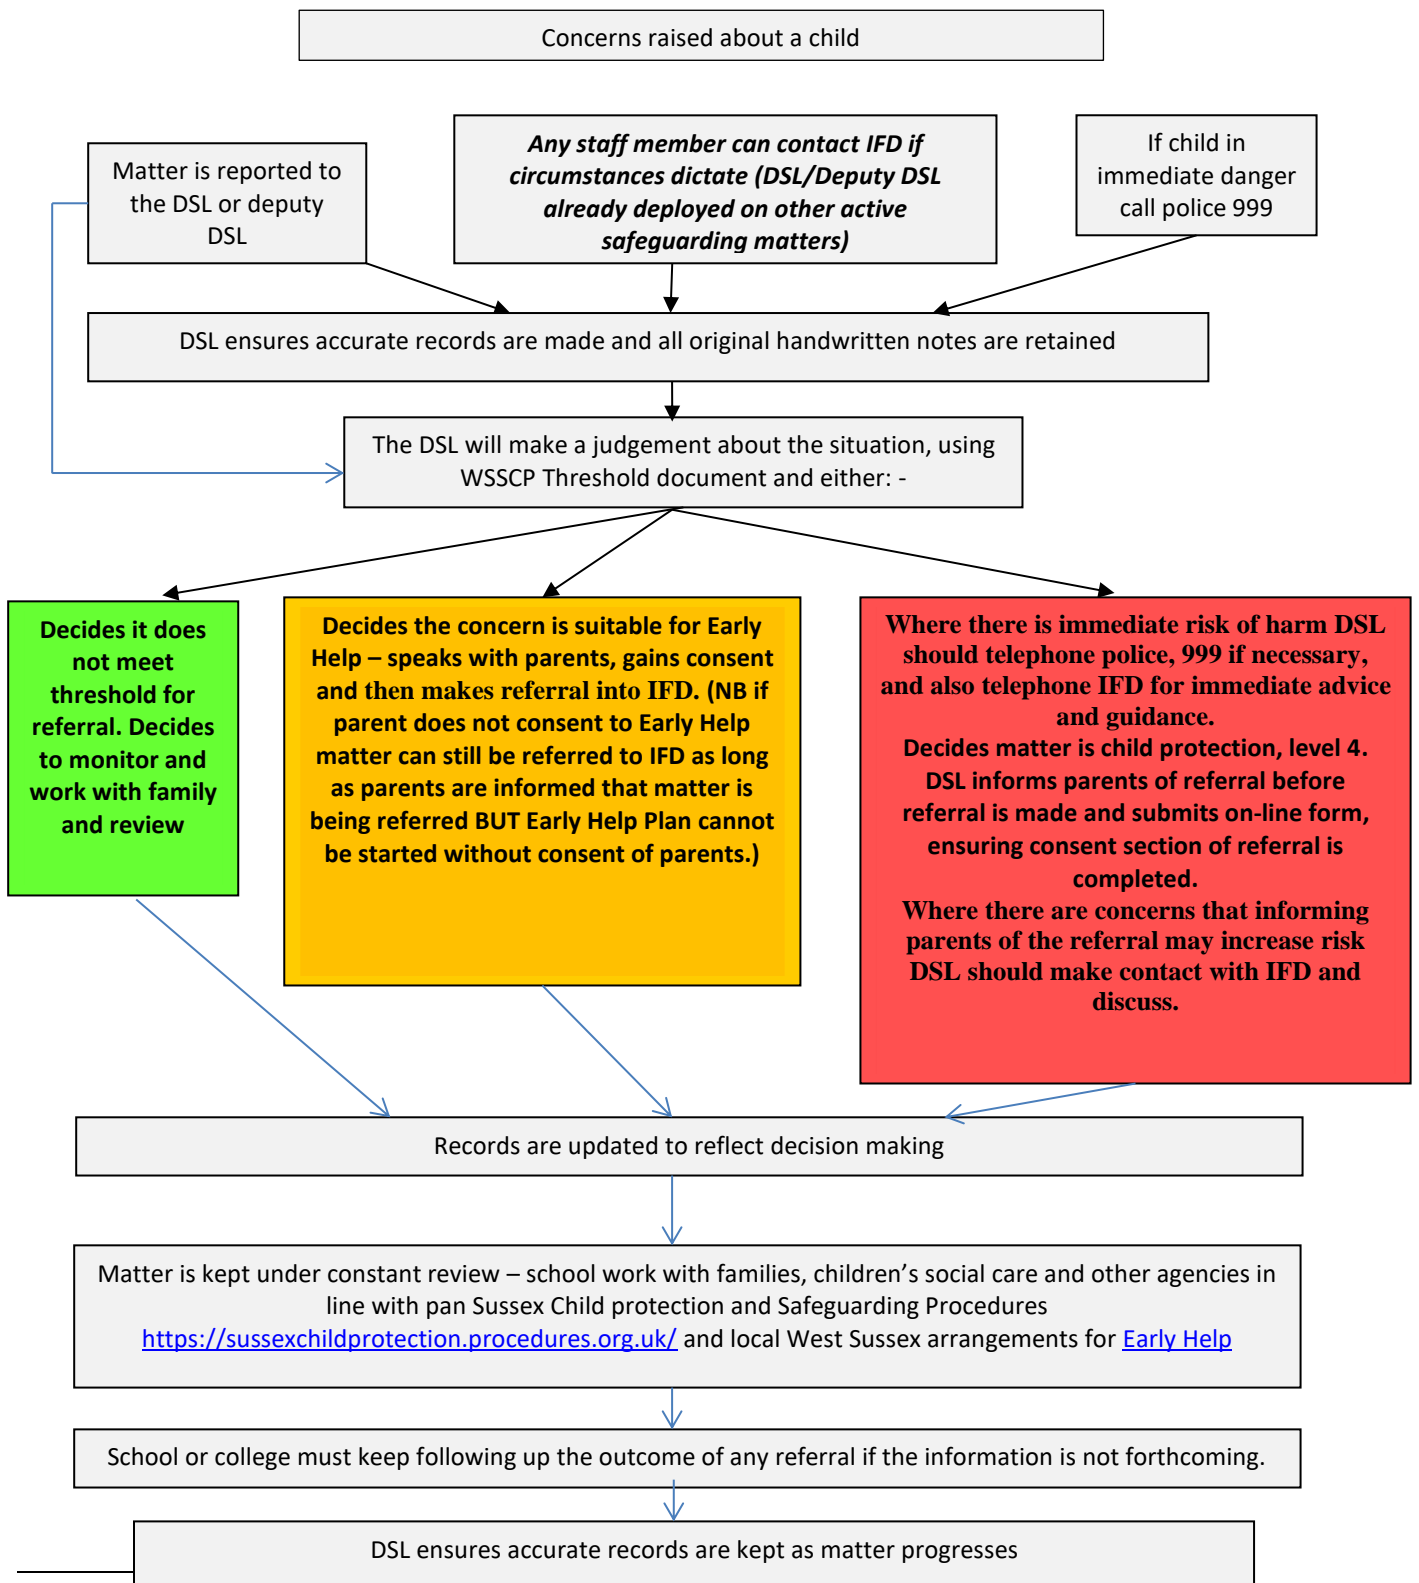 Concerns raised about a child
Matter is reported to
the DSL or deputy
DSL
Any staff member can contact IFD if
circumstances dictate (DSL/Deputy DSL
already deployed on other active
safeguarding matters)
If child in
immediate danger
call police 999
DSL ensures accurate records are made and all original handwritten notes are retained
The DSL will make a judgement about the situation, using
WSSCP Threshold document and either: -
Decides it does
not meet
threshold for
referral. Decides
to monitor and
work with family
and review
Decides the concern is suitable for Early
Help – speaks with parents, gains consent
and then makes referral into IFD. (NB if
parent does not consent to Early Help
matter can still be referred to IFD as long
as parents are informed that matter is
being referred BUT Early Help Plan cannot
be started without consent of parents.)
Where there is immediate risk of harm DSL
should telephone police, 999 if necessary,
and also telephone IFD for immediate advice
and guidance.
Decides matter is child protection, level 4.
DSL informs parents of referral before
referral is made and submits on-line form,
ensuring consent section of referral is
completed.
Where there are concerns that informing
parents of the referral may increase risk
DSL should make contact with IFD and
discuss.
Records are updated to reflect decision making
Matter is kept under constant review – school work with families, children’s social care and other agencies in
line with pan Sussex Child protection and Safeguarding Procedures
https://sussexchildprotection.procedures.org.uk/ and local West Sussex arrangements for Early Help
School or college must keep following up the outcome of any referral if the information is not forthcoming.
DSL ensures accurate records are kept as matter progresses